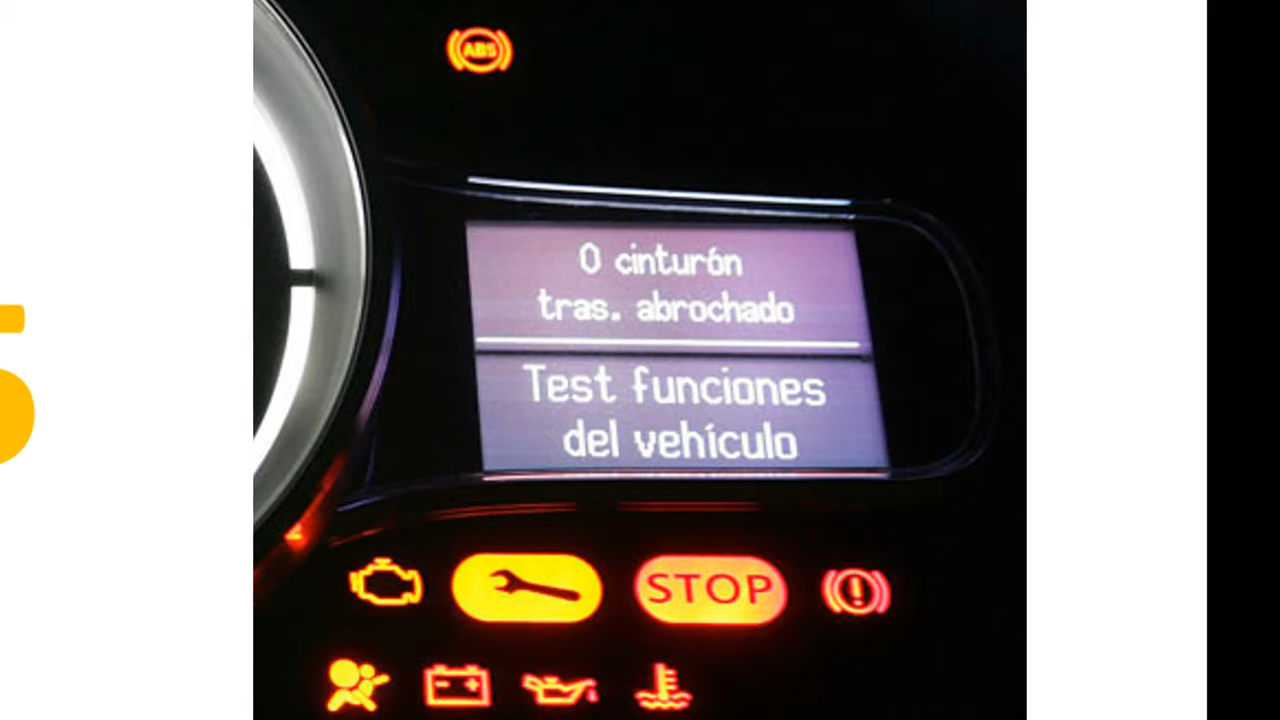 ABS
0 cinturón
tras. abrochado
Test funciones
del vehículo
STOP